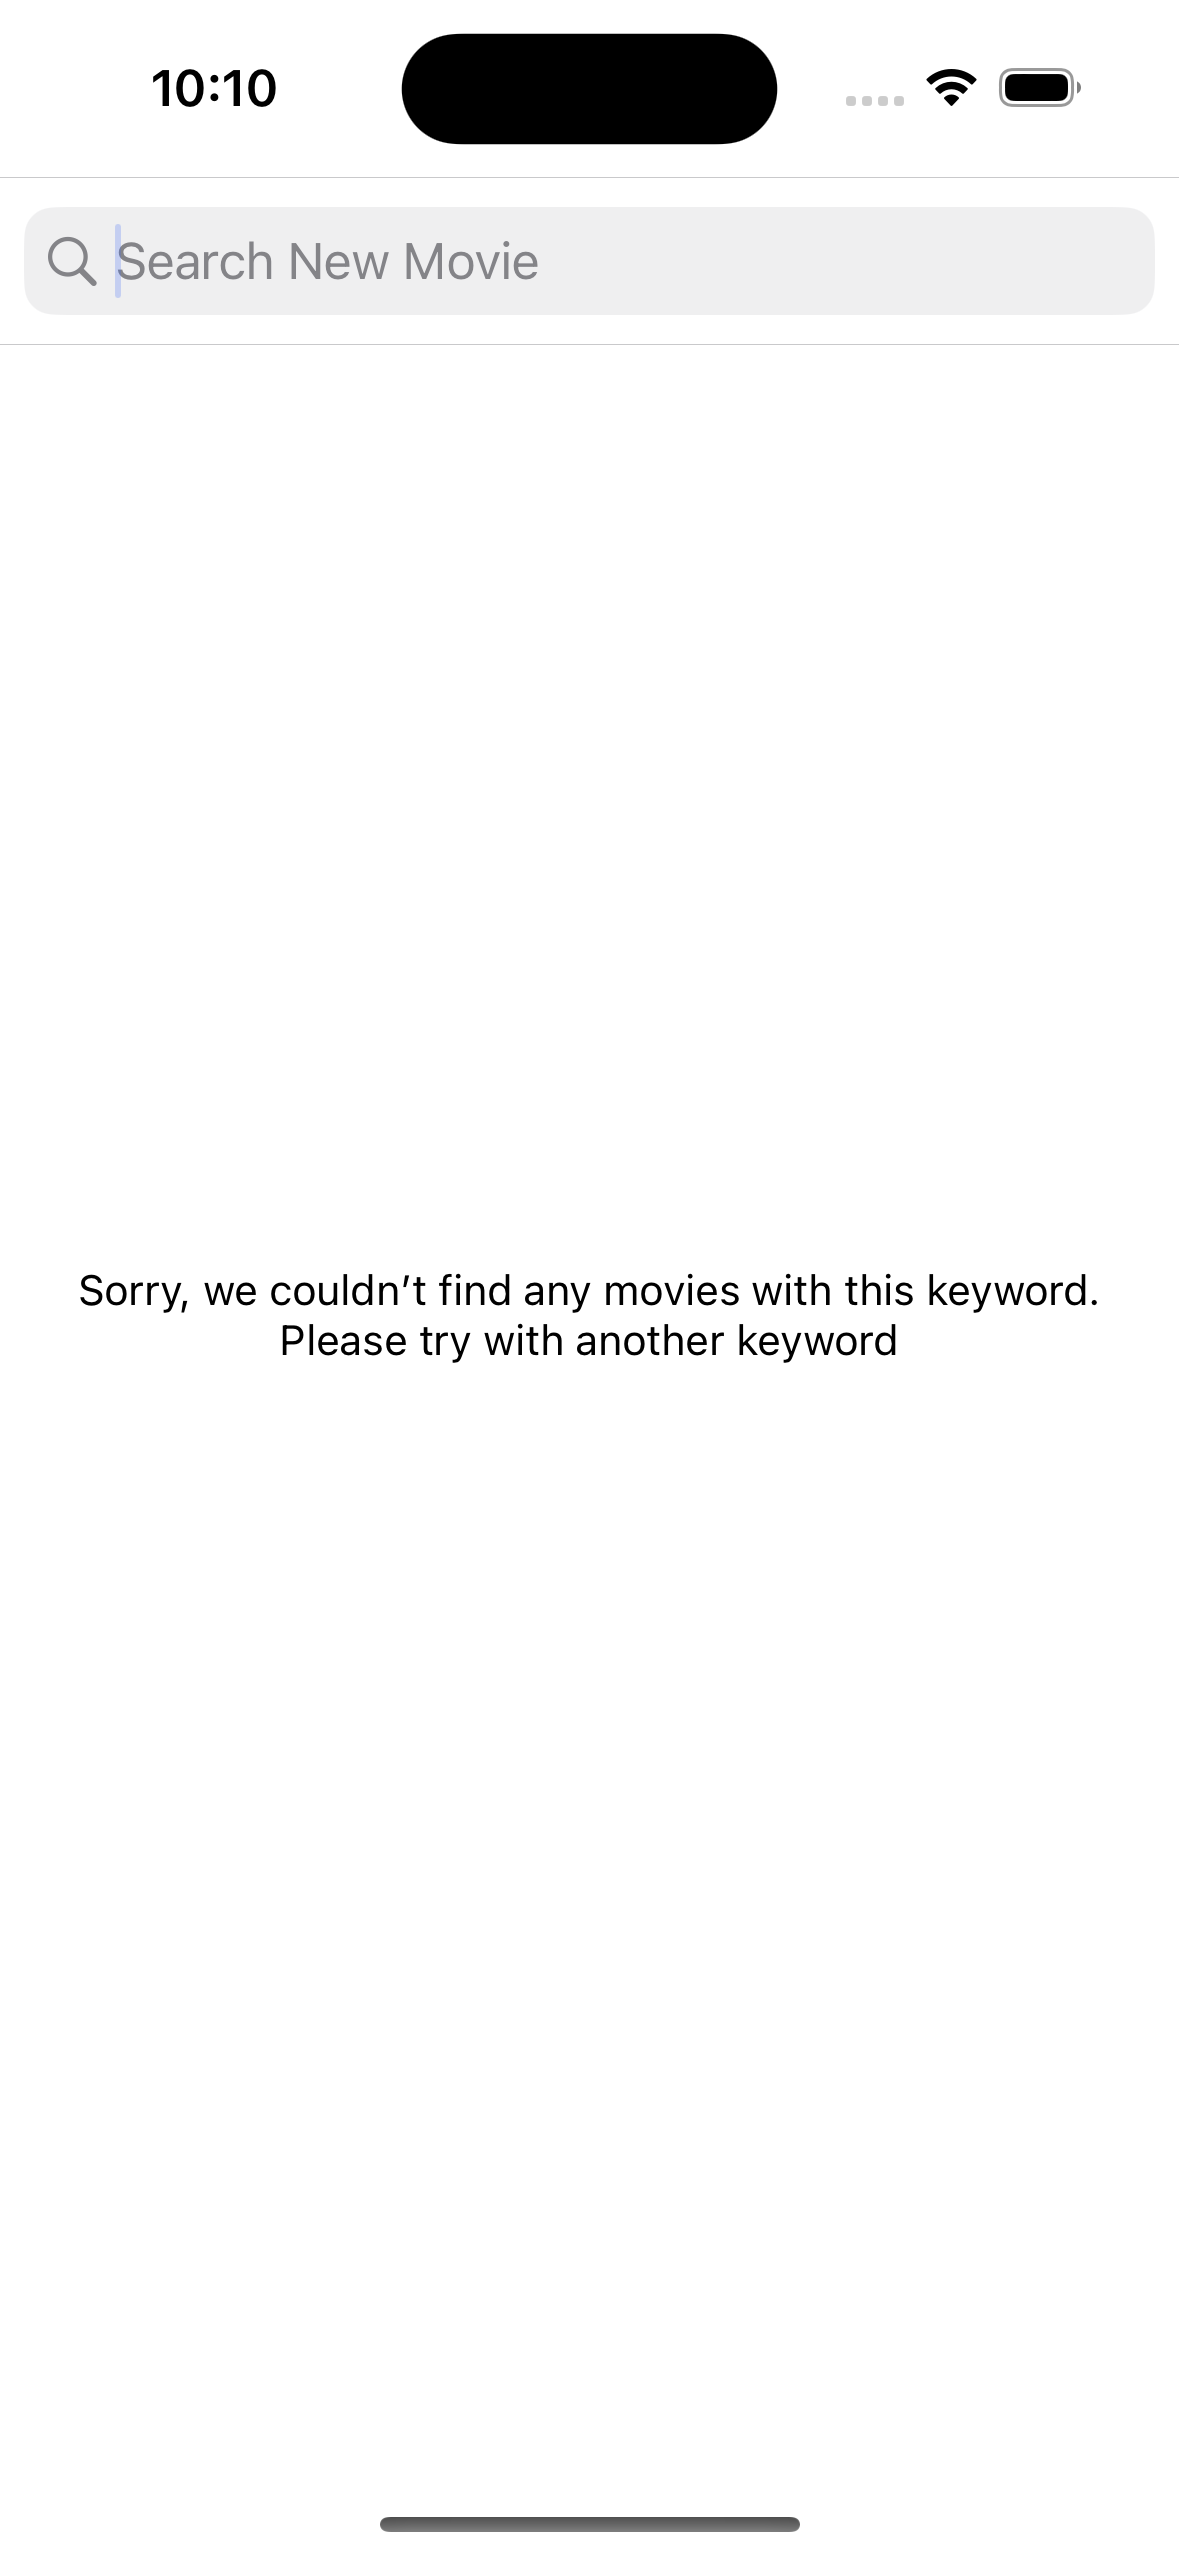 10:10
Search New Movie
Sorry, we couldn’t find any movies with this keyword.
Please try with another keyword